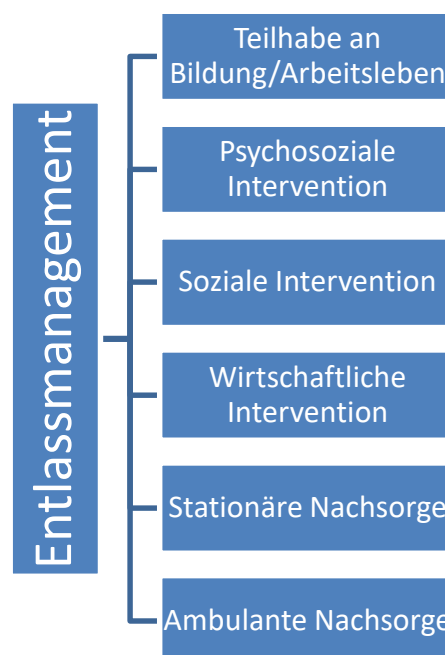 Entlassmanagement
Teilhabe an
Bildung/Arbeitsleben
Psychosoziale
Intervention
Soziale Intervention
Wirtschaftliche
Intervention
Stationäre Nachsorge
Ambulante Nachsorge